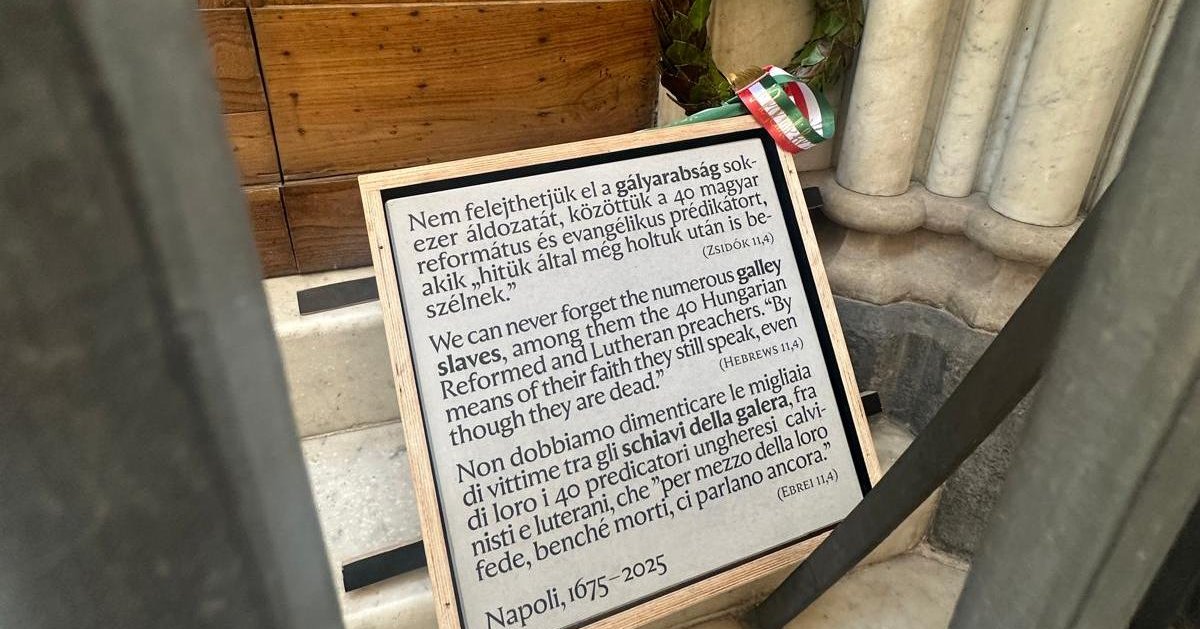 Nem felejthetjük el a gályarabság sok-
ezer áldozatát, közöttük a 40 magyar
református és evangélikus prédikátort,
akik „hitük által még holtuk után is be-
szélnek.”
(Zsidók 11,4)
We can never forget the numerous galley
slaves, among them the 40 Hungarian
Reformed and Lutheran preachers. “By
means of their faith they still speak, even
though they are dead.”
(Hebrews 11,4)
Non dobbiamo dimenticare le migliaia
di vittime tra gli schiavi della galera, fra
di loro i 40 predicatori ungheresi calvi-
nisti e luterani, che ”per mezzo della loro
fede, benché morti, ci parlano ancora.”
(Ebrei 11,4)
Napoli, 1675–2025